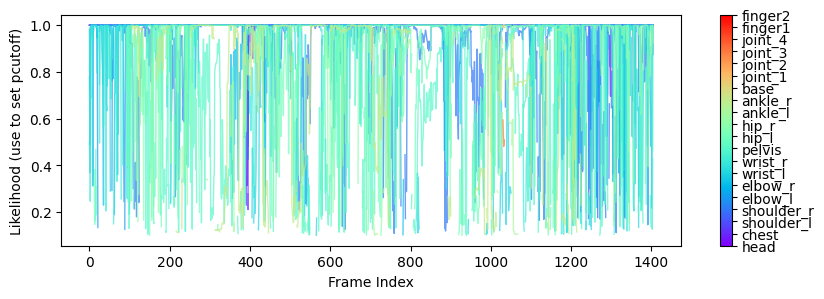 Likelihood (use to set pcutoff)
1.0
0.8
0.6
0.4
0.2
0
200
400
600
800
1000
1200
1400
Frame Index
finger2
finger1
joint_4
joint_3
joint_2
joint_1
base
ankle_r
ankle_l
hip_r
hip_l
pelvis
wrist_r
wrist_l
elbow_r
elbow_l
shoulder_r
shoulder_l
chest
head